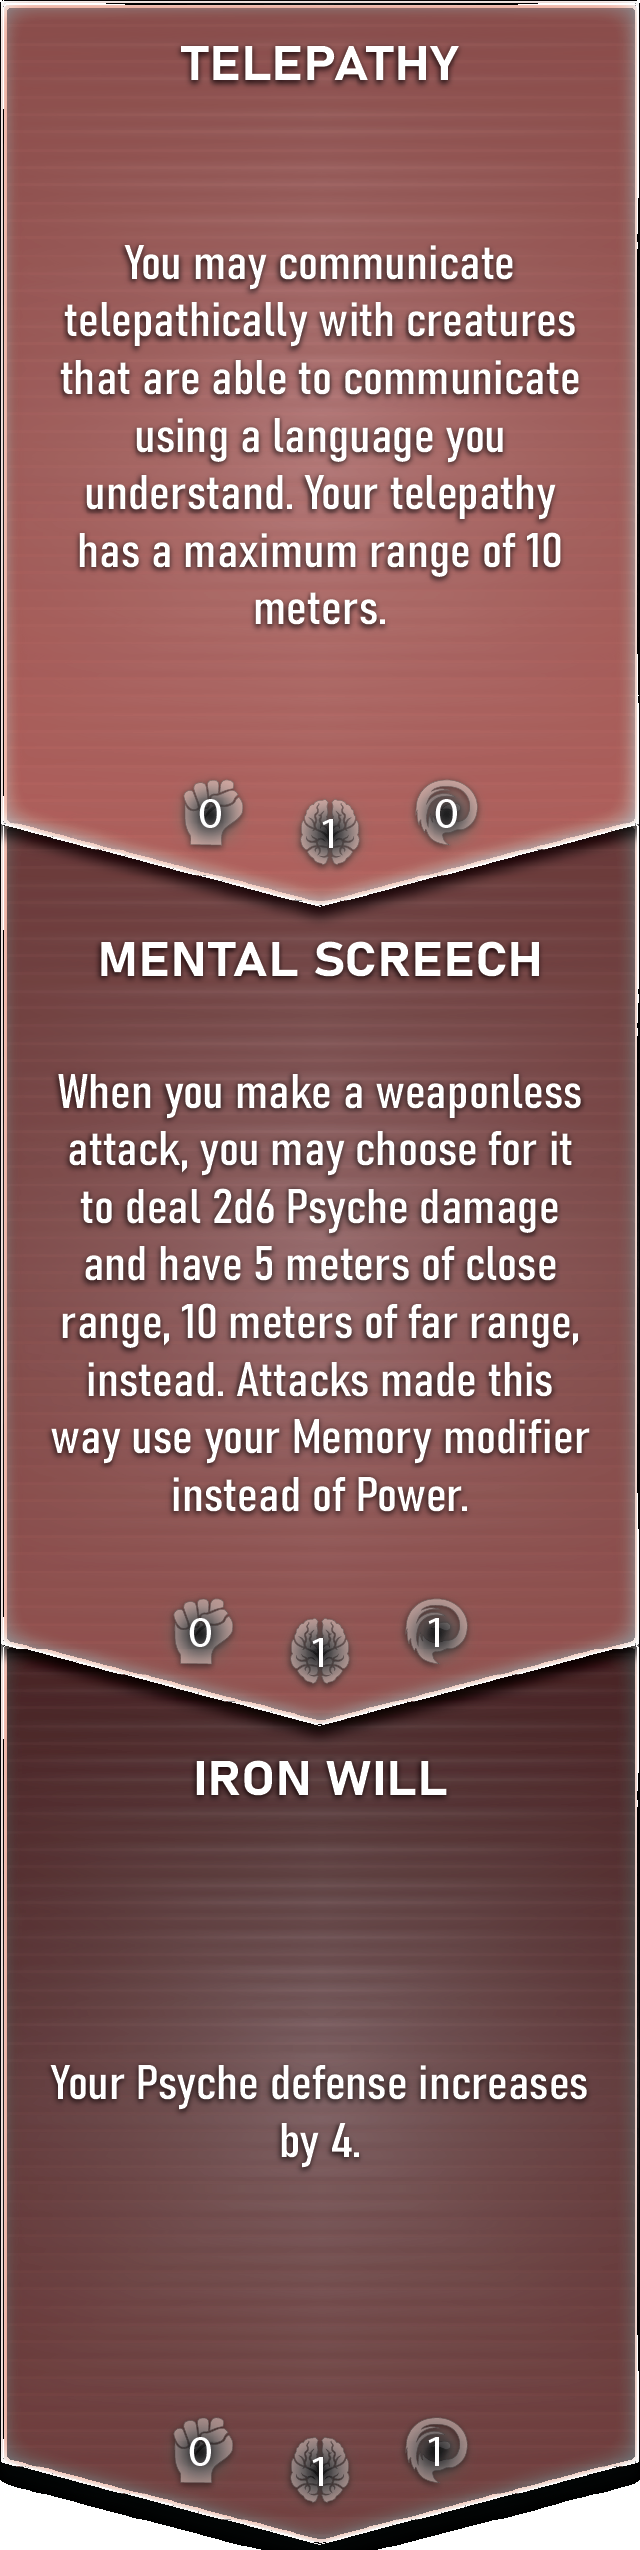 TELEPATHY
You may communicate
telepathically with creatures
that are able to communicate
using a language you
understand. Your telepathy
has a maximum range of 10
meters.
0 1 0
MENTAL SCREECH
When you make a weaponless
attack, you may choose for it
to deal 2d6 Psyche damage
and have 5 meters of close
range, 10 meters of far range,
instead. Attacks made this
way use your Memory modifier
instead of Power.
0 1 1
IRON WILL
Your Psyche defense increases
by 4.
0 1 1